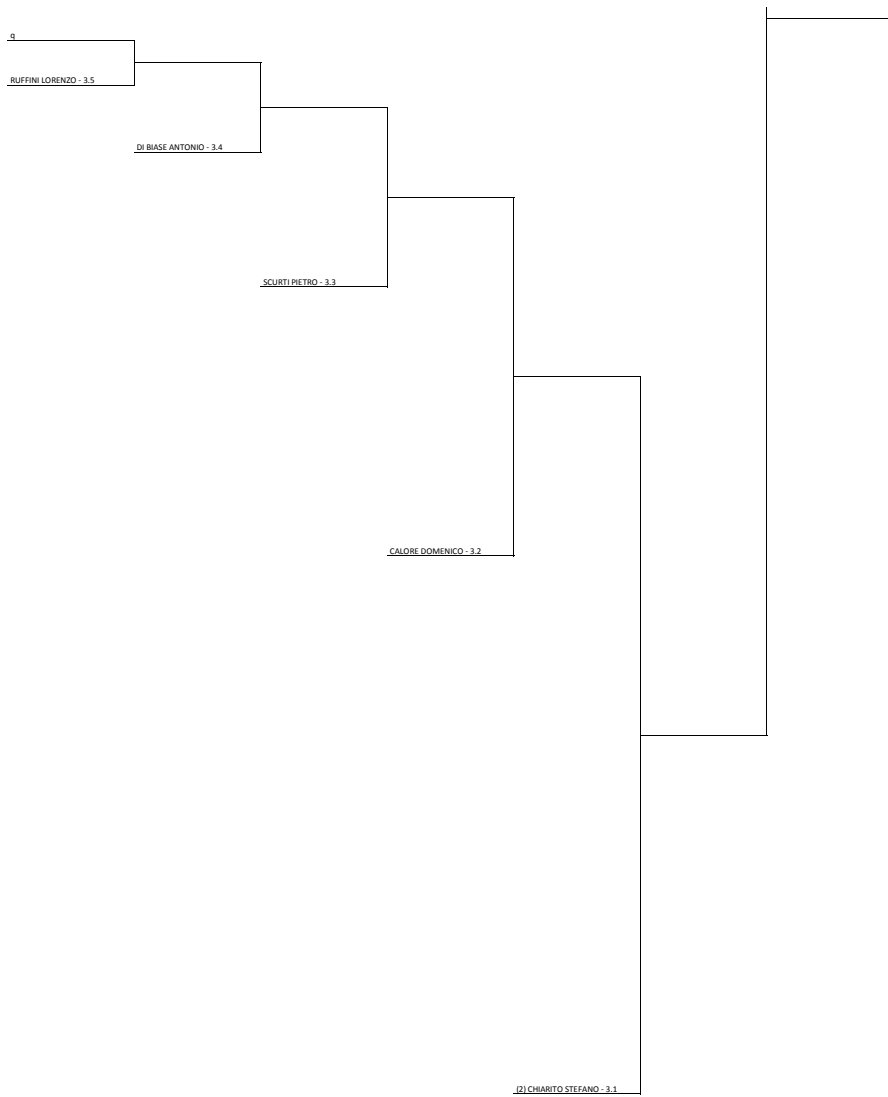 q
RUFFINI LORENZO - 3.5
DI BIASE ANTONIO - 3.4
SCURTI PIETRO - 3.3
CALORE DOMENICO - 3.2
(2) CHIARITO STEFANO - 3.1